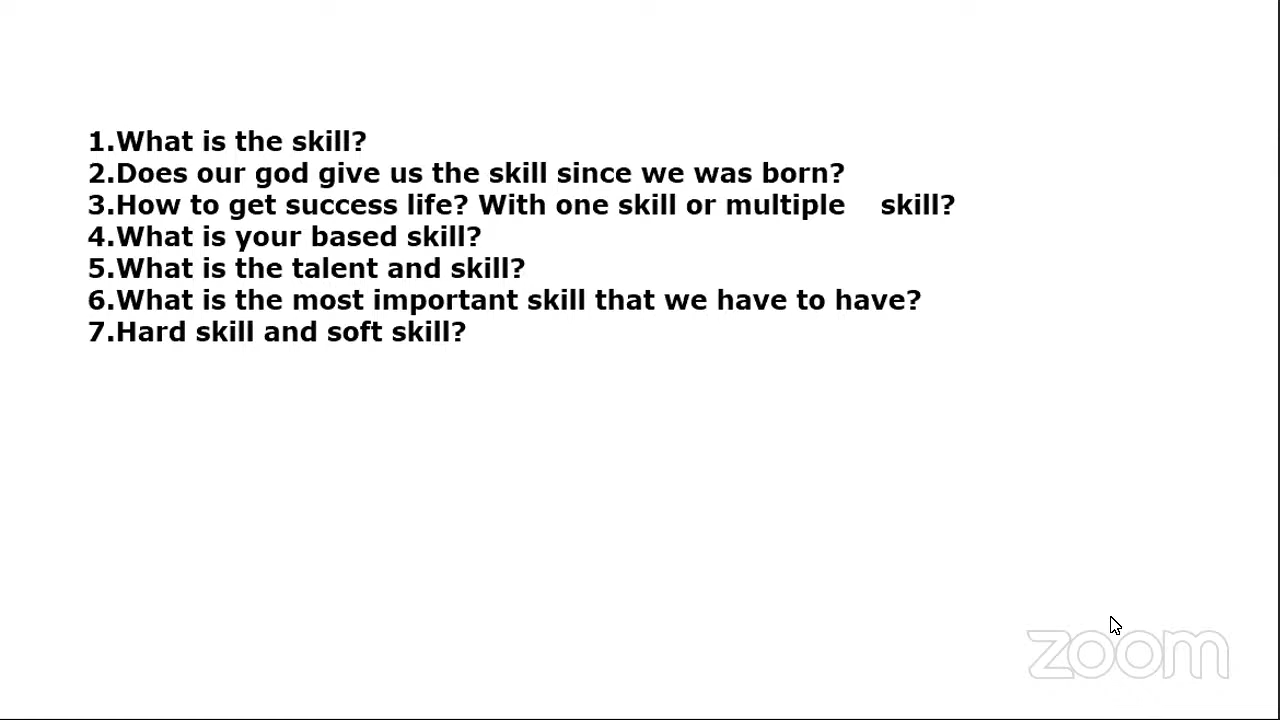 1.What is the skill?
2.Does our god give us the skill since we was born?
3.How to get success life? With one skill or multiple    skill?
4.What is your based skill?
5.What is the talent and skill?
6.What is the most important skill that we have to have?
7.Hard skill and soft skill?
zoom